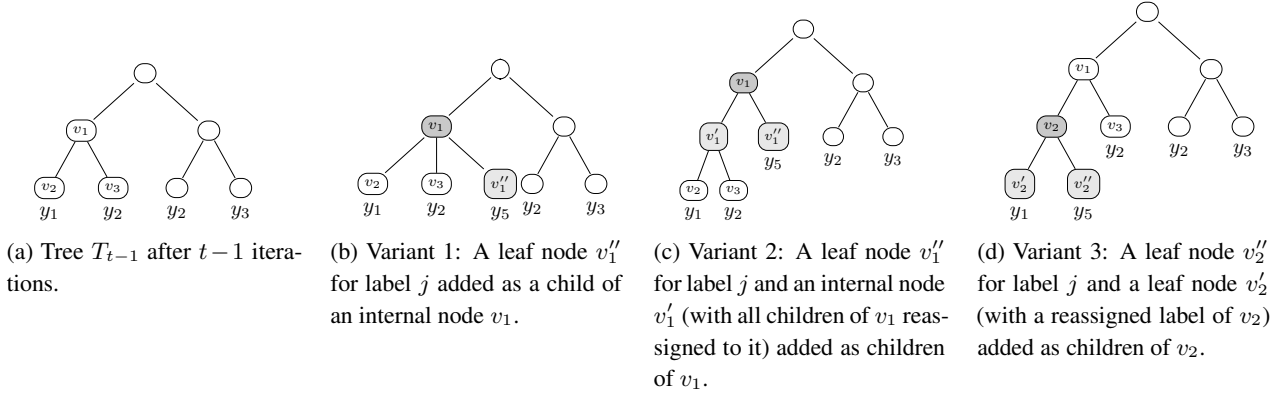 v₁
v₂ v₃
y₁ y₂ y₂ y₃
(a) Tree Tₜ₋₁ after t − 1 itera-
tions.
v₁
v₂ v₃ v₁″
y₁ y₂ y₅ y₂ y₃
(b) Variant 1: A leaf node v₁″
for label j added as a child of
an internal node v₁.
v₁
v₁′ v₁″
y₅ y₂ y₃
v₂ v₃
y₁ y₂
(c) Variant 2: A leaf node v₁″
for label j and an internal node
v₁′ (with all children of v₁ reas-
signed to it) added as children
of v₁.
v₁
v₂ v₃
y₂ y₂ y₃
v₂′ v₂″
y₁ y₅
(d) Variant 3: A leaf node v₂″
for label j and a leaf node v₂′
(with a reassigned label of v₂)
added as children of v₂.